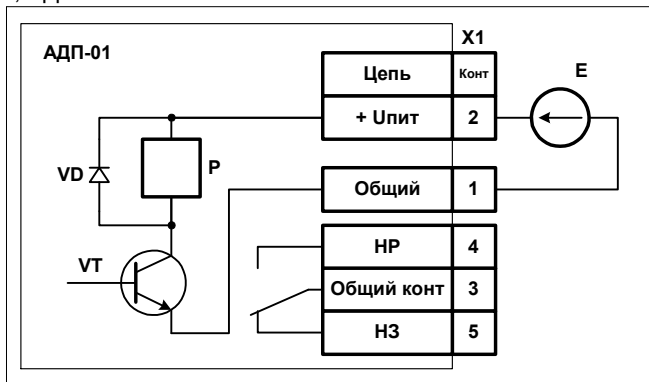 X1
АДП-01
Цепь Конт
E
+ Uпит 2
VD
P
Общий 1
НР 4
VT
Общий конт 3
НЗ 5